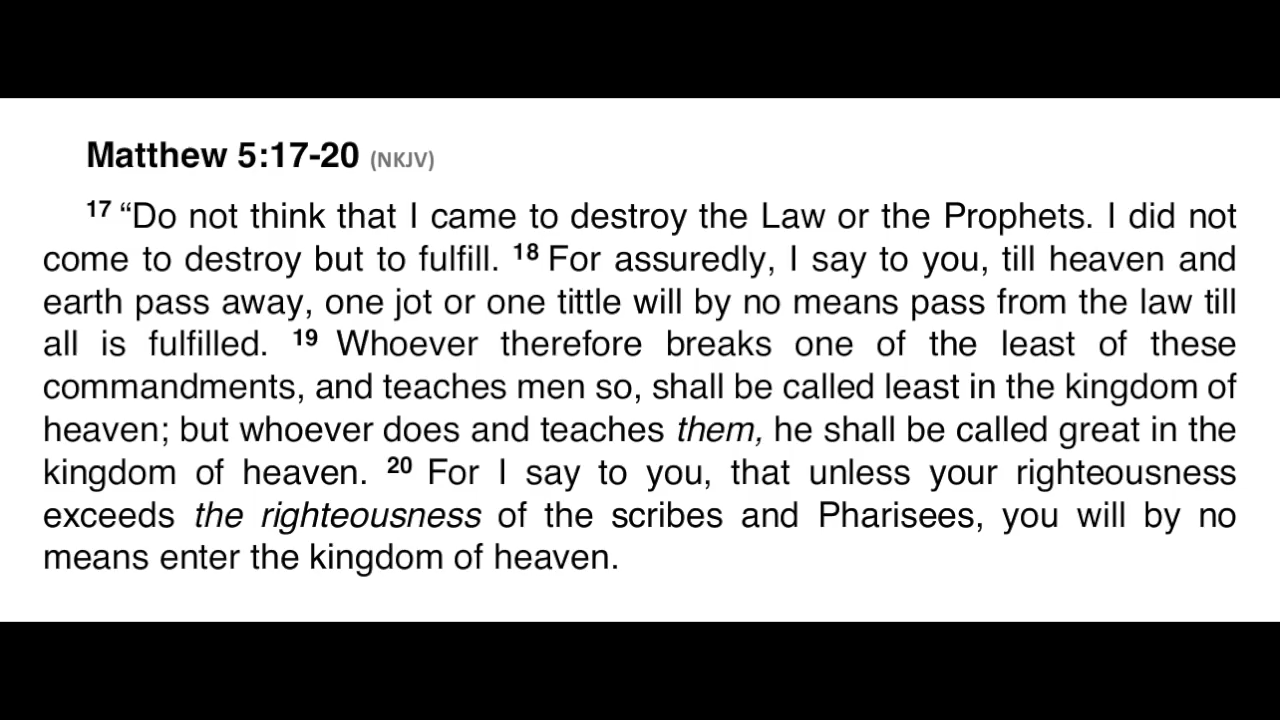 Matthew 5:17-20 (NKJV)
17 “Do not think that I came to destroy the Law or the Prophets. I did not
come to destroy but to fulfill. 18 For assuredly, I say to you, till heaven and
earth pass away, one jot or one tittle will by no means pass from the law till
all is fulfilled. 19 Whoever therefore breaks one of the least of these
commandments, and teaches men so, shall be called least in the kingdom of
heaven; but whoever does and teaches them, he shall be called great in the
kingdom of heaven. 20 For I say to you, that unless your righteousness
exceeds the righteousness of the scribes and Pharisees, you will by no
means enter the kingdom of heaven.